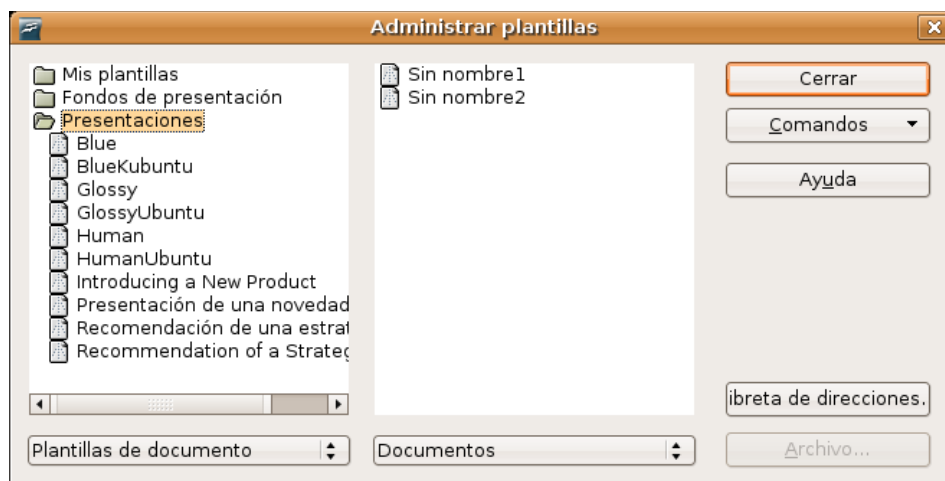 Administrar plantillas
Mis plantillas
Fondos de presentación
Presentaciones
Blue
BlueKubuntu
Glossy
GlossyUbuntu
Human
HumanUbuntu
Introducing a New Product
Presentación de una novedad
Recomendación de una estrat
Recommendation of a Strateg
Plantillas de documento
Sin nombre1
Sin nombre2
Documentos
Cerrar
Comandos
Ayuda
ibreta de direcciones.
Archivo...